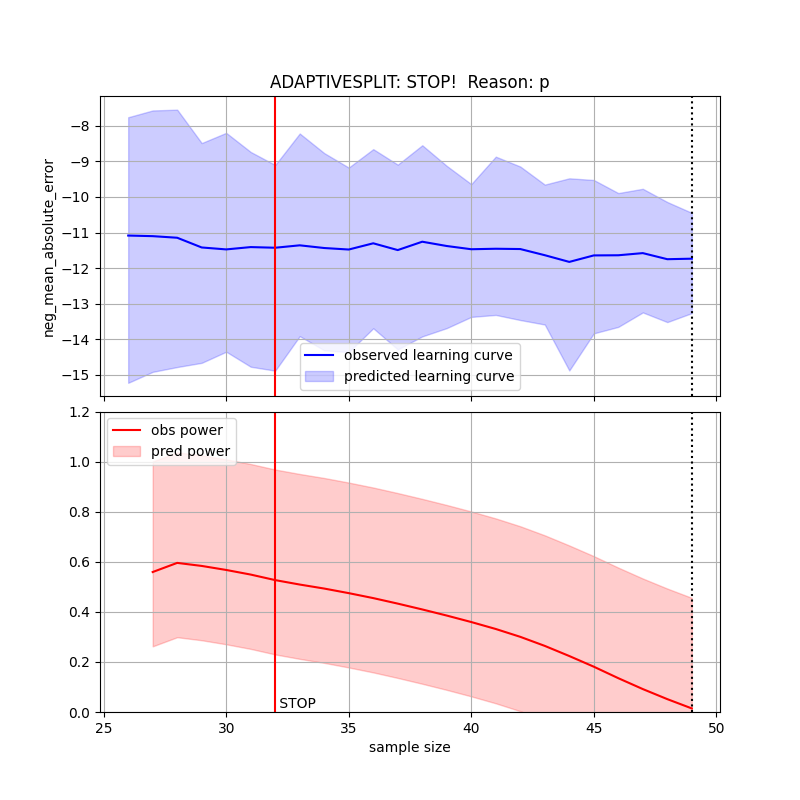 ADAPTIVESPLIT: STOP!  Reason: p
neg_mean_absolute_error
−8
−9
−10
−11
−12
−13
−14
−15
observed learning curve
predicted learning curve
1.2
1.0
0.8
0.6
0.4
0.2
0.0
obs power
pred power
STOP
25 30 35 40 45 50
sample size